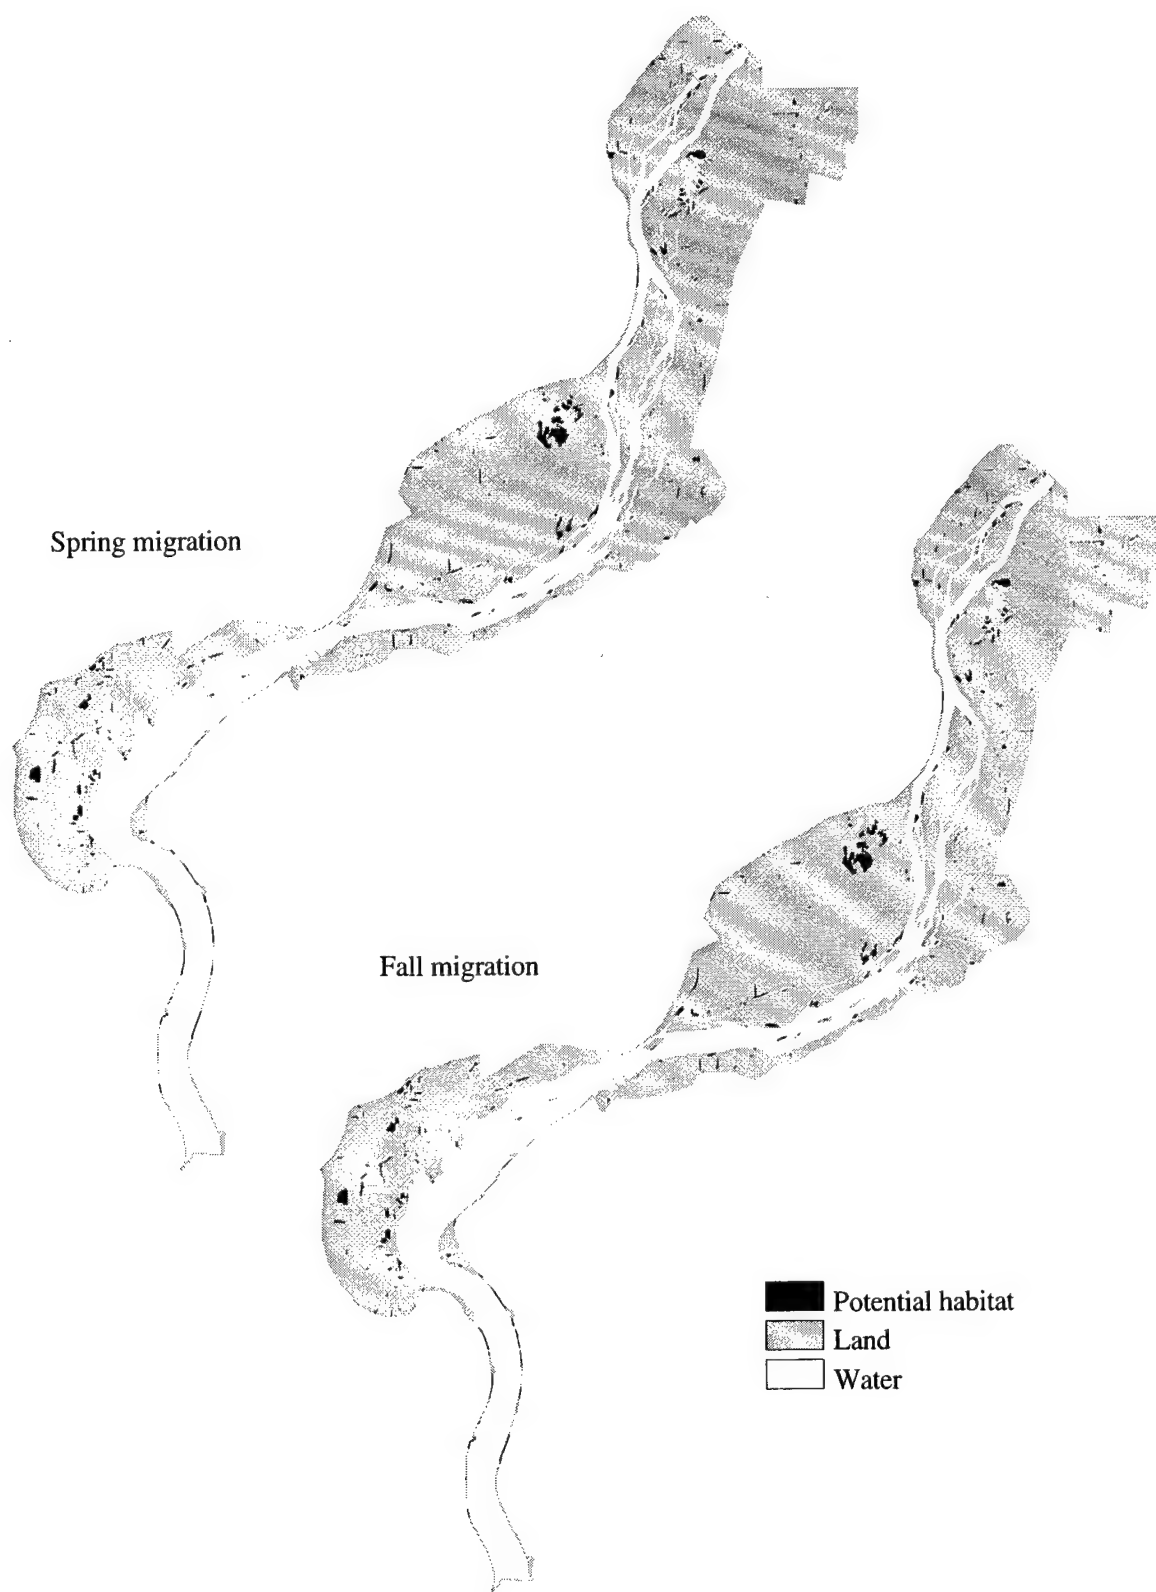 Spring migration
Fall migration
Potential habitat
Land
Water